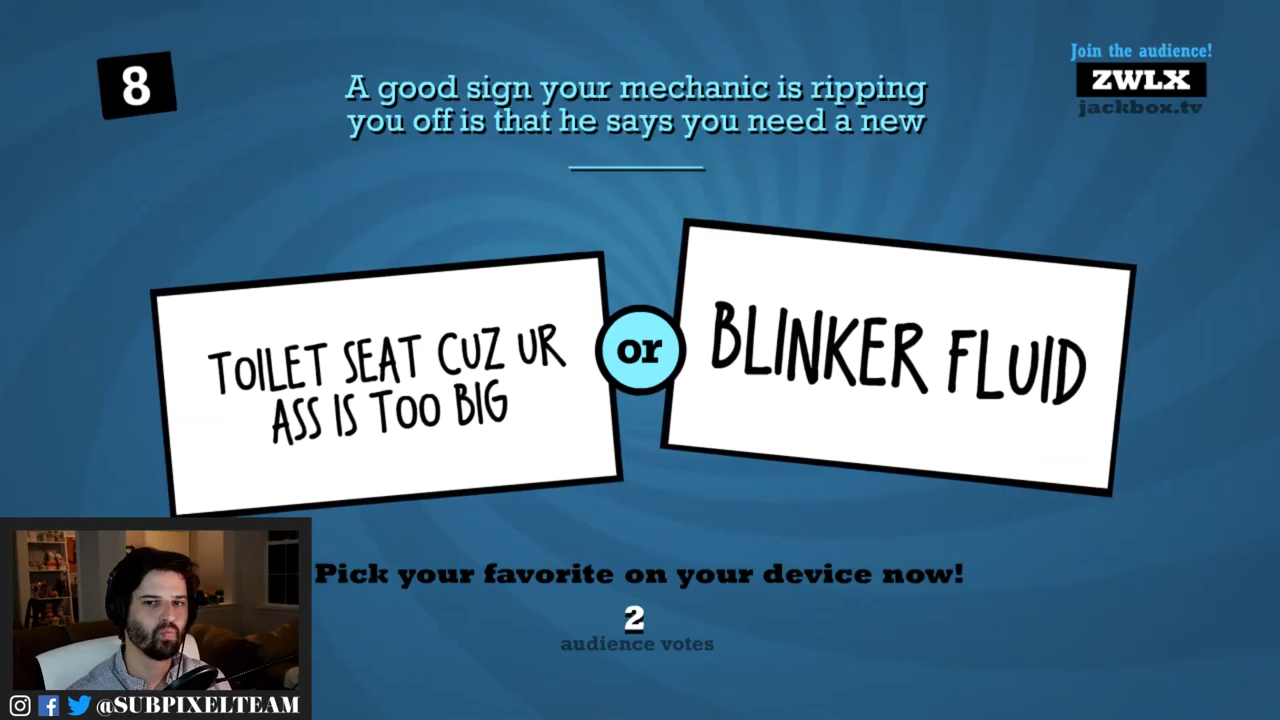 8
A good sign your mechanic is ripping
you off is that he says you need a new
Join the audience!
ZWLX
jackbox.tv
TOILET SEAT CUZ UR
ASS IS TOO BIG
or
BLINKER FLUID
Pick your favorite on your device now!
2
audience votes
@SUBPIXELTEAM